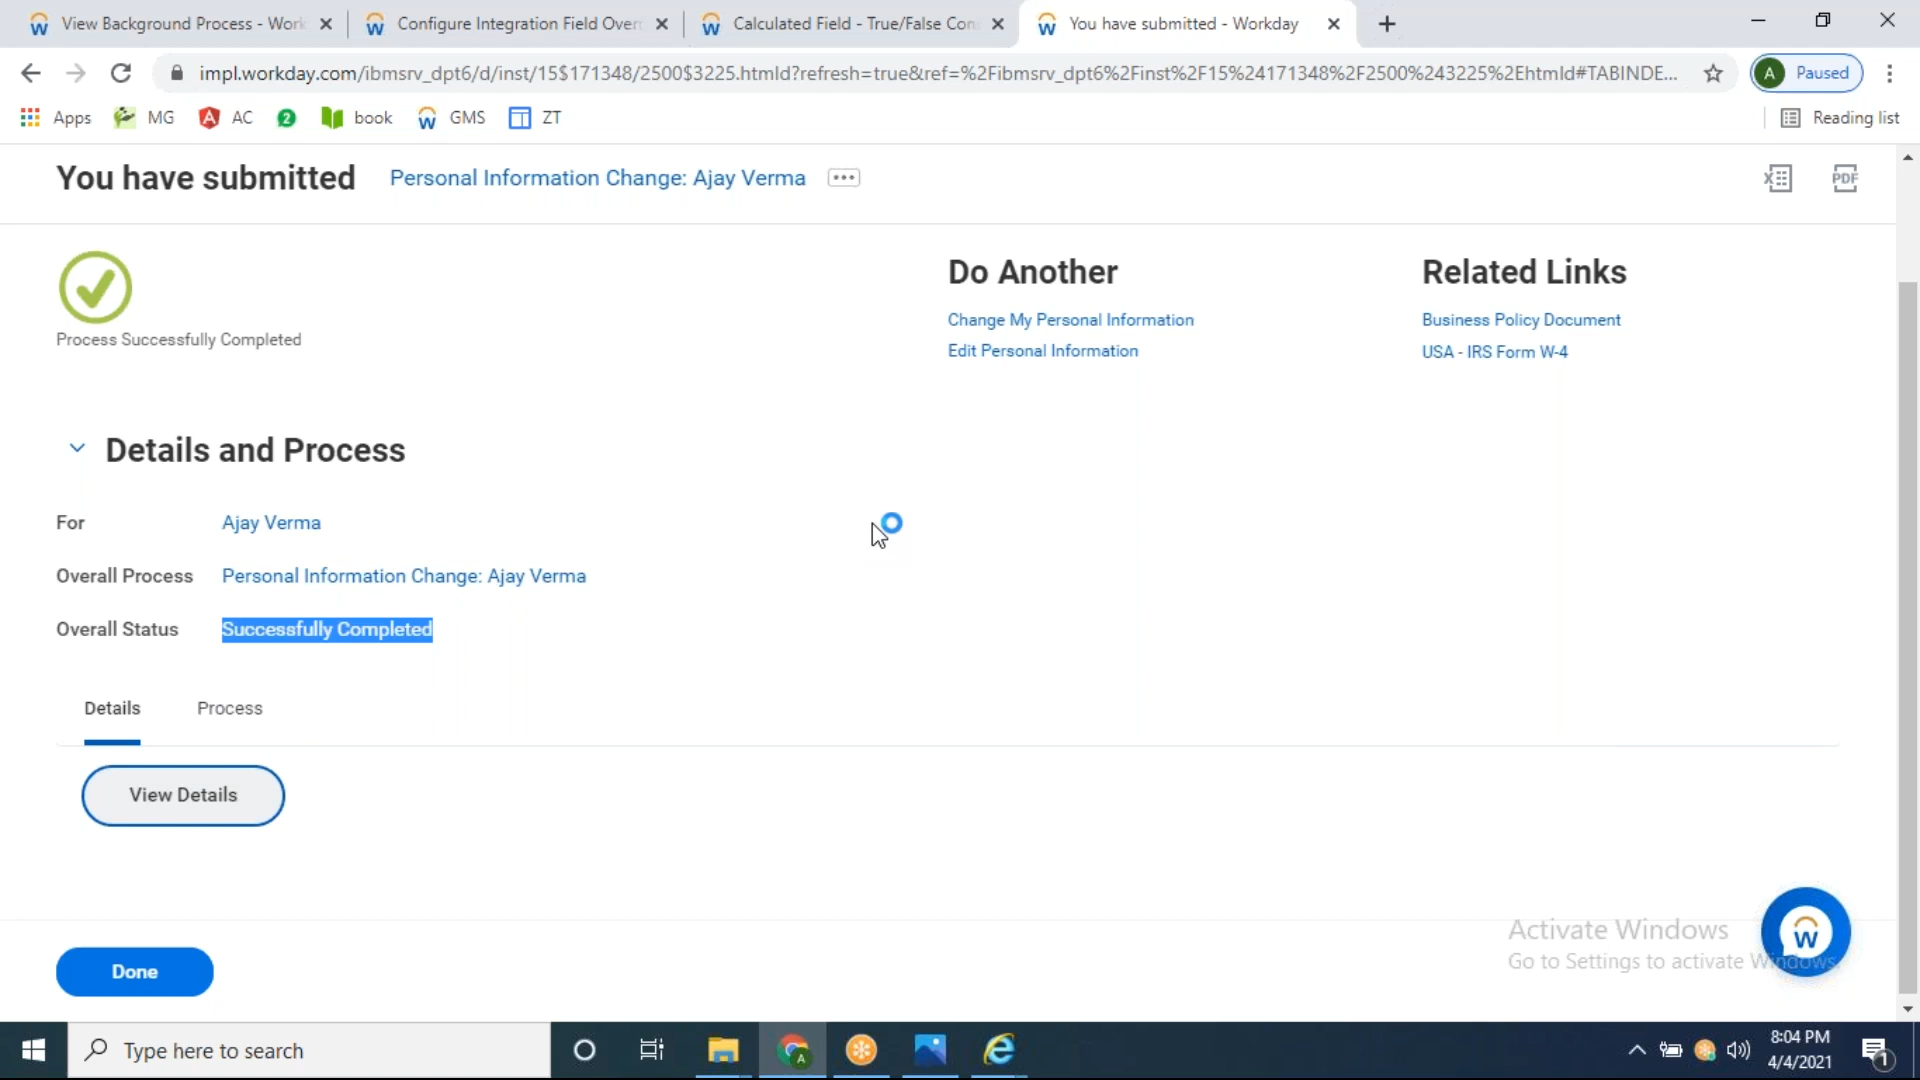 View Background Process - Work
Configure Integration Field Over
Calculated Field - True/False Con
You have submitted - Workday
impl.workday.com/ibmsrv_dpt6/d/inst/15$171348/2500$3225.htmld?refresh=true&ref=%2Fibmsrv_dpt6%2Finst%2F15%24171348%2F2500%243225%2Ehtmld#TABINDE...
A Paused
Apps MG AC 2 book GMS ZT
Reading list
You have submitted
Personal Information Change: Ajay Verma
PDF
Process Successfully Completed
Do Another
Change My Personal Information
Edit Personal Information
Related Links
Business Policy Document
USA - IRS Form W-4
Details and Process
For Ajay Verma
Overall Process Personal Information Change: Ajay Verma
Overall Status Successfully Completed
Details Process
View Details
Activate Windows
Go to Settings to activate Windows.
Done
Type here to search
8:04 PM
4/4/2021
1